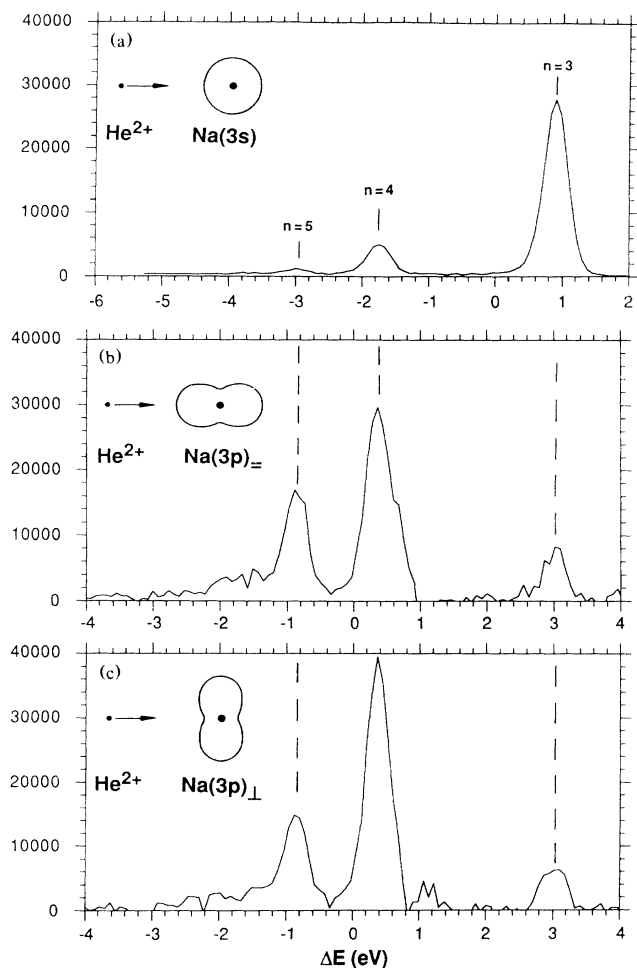 (a)
40000
30000
20000
10000
0
He2+
Na(3s)
n=5
n=4
n=3
-6 -5 -4 -3 -2 -1 0 1 2
(b)
40000
30000
20000
10000
0
He2+
Na(3p)=
-4 -3 -2 -1 0 1 2 3 4
(c)
40000
30000
20000
10000
0
He2+
Na(3p)⊥
-4 -3 -2 -1 0 1 2 3 4
ΔE (eV)